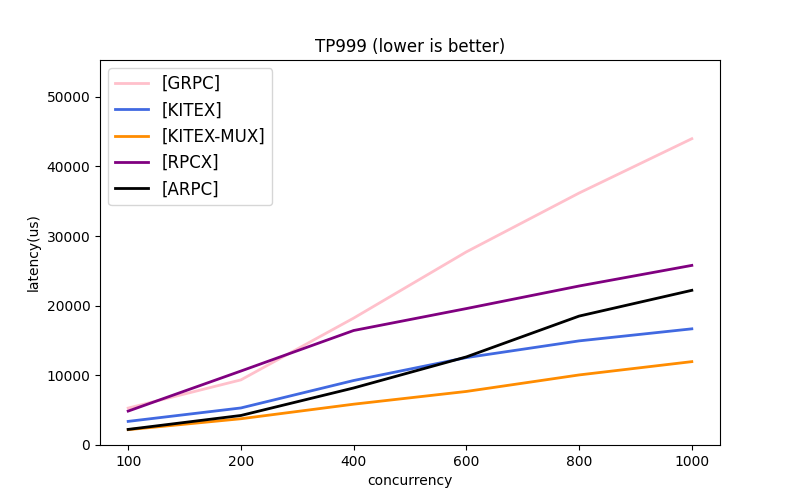 TP999 (lower is better)
[GRPC]
[KITEX]
[KITEX-MUX]
[RPCX]
[ARPC]
latency(us)
50000
40000
30000
20000
10000
0
100 200 400 600 800 1000
concurrency